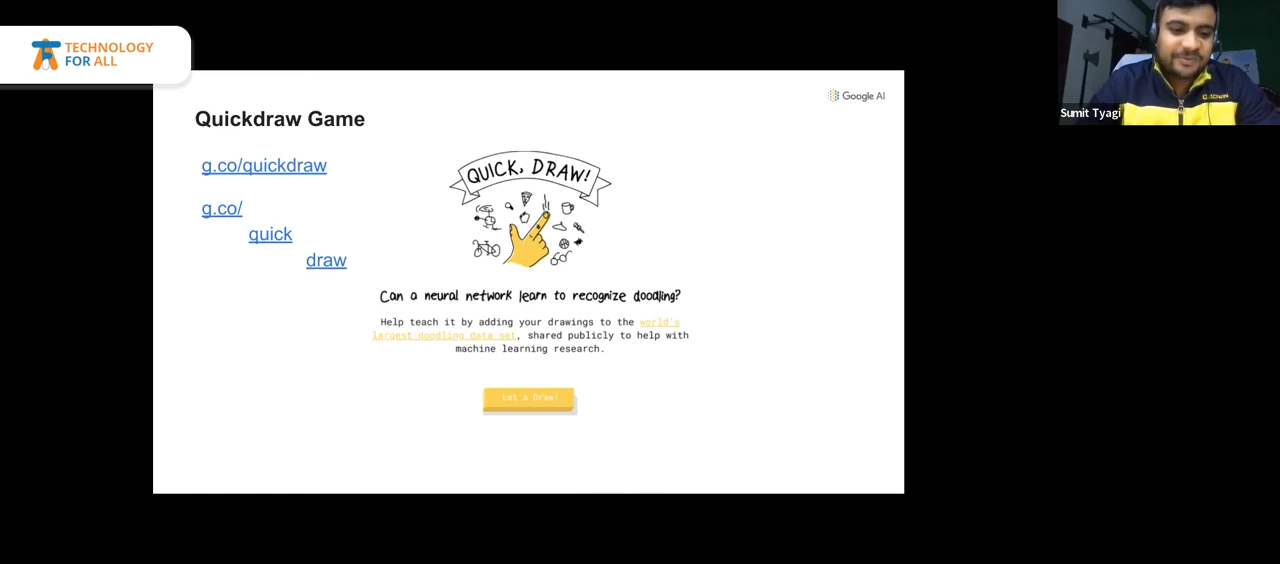 TECHNOLOGY
FOR ALL
Google AI
Sumit Tyagi
Quickdraw Game
g.co/quickdraw
g.co/
quick
draw
QUICK, DRAW!
Can a neural network learn to recognize doodling?
Help teach it by adding your drawings to the world's
largest doodling data set, shared publicly to help with
machine learning research.
Let's Draw!